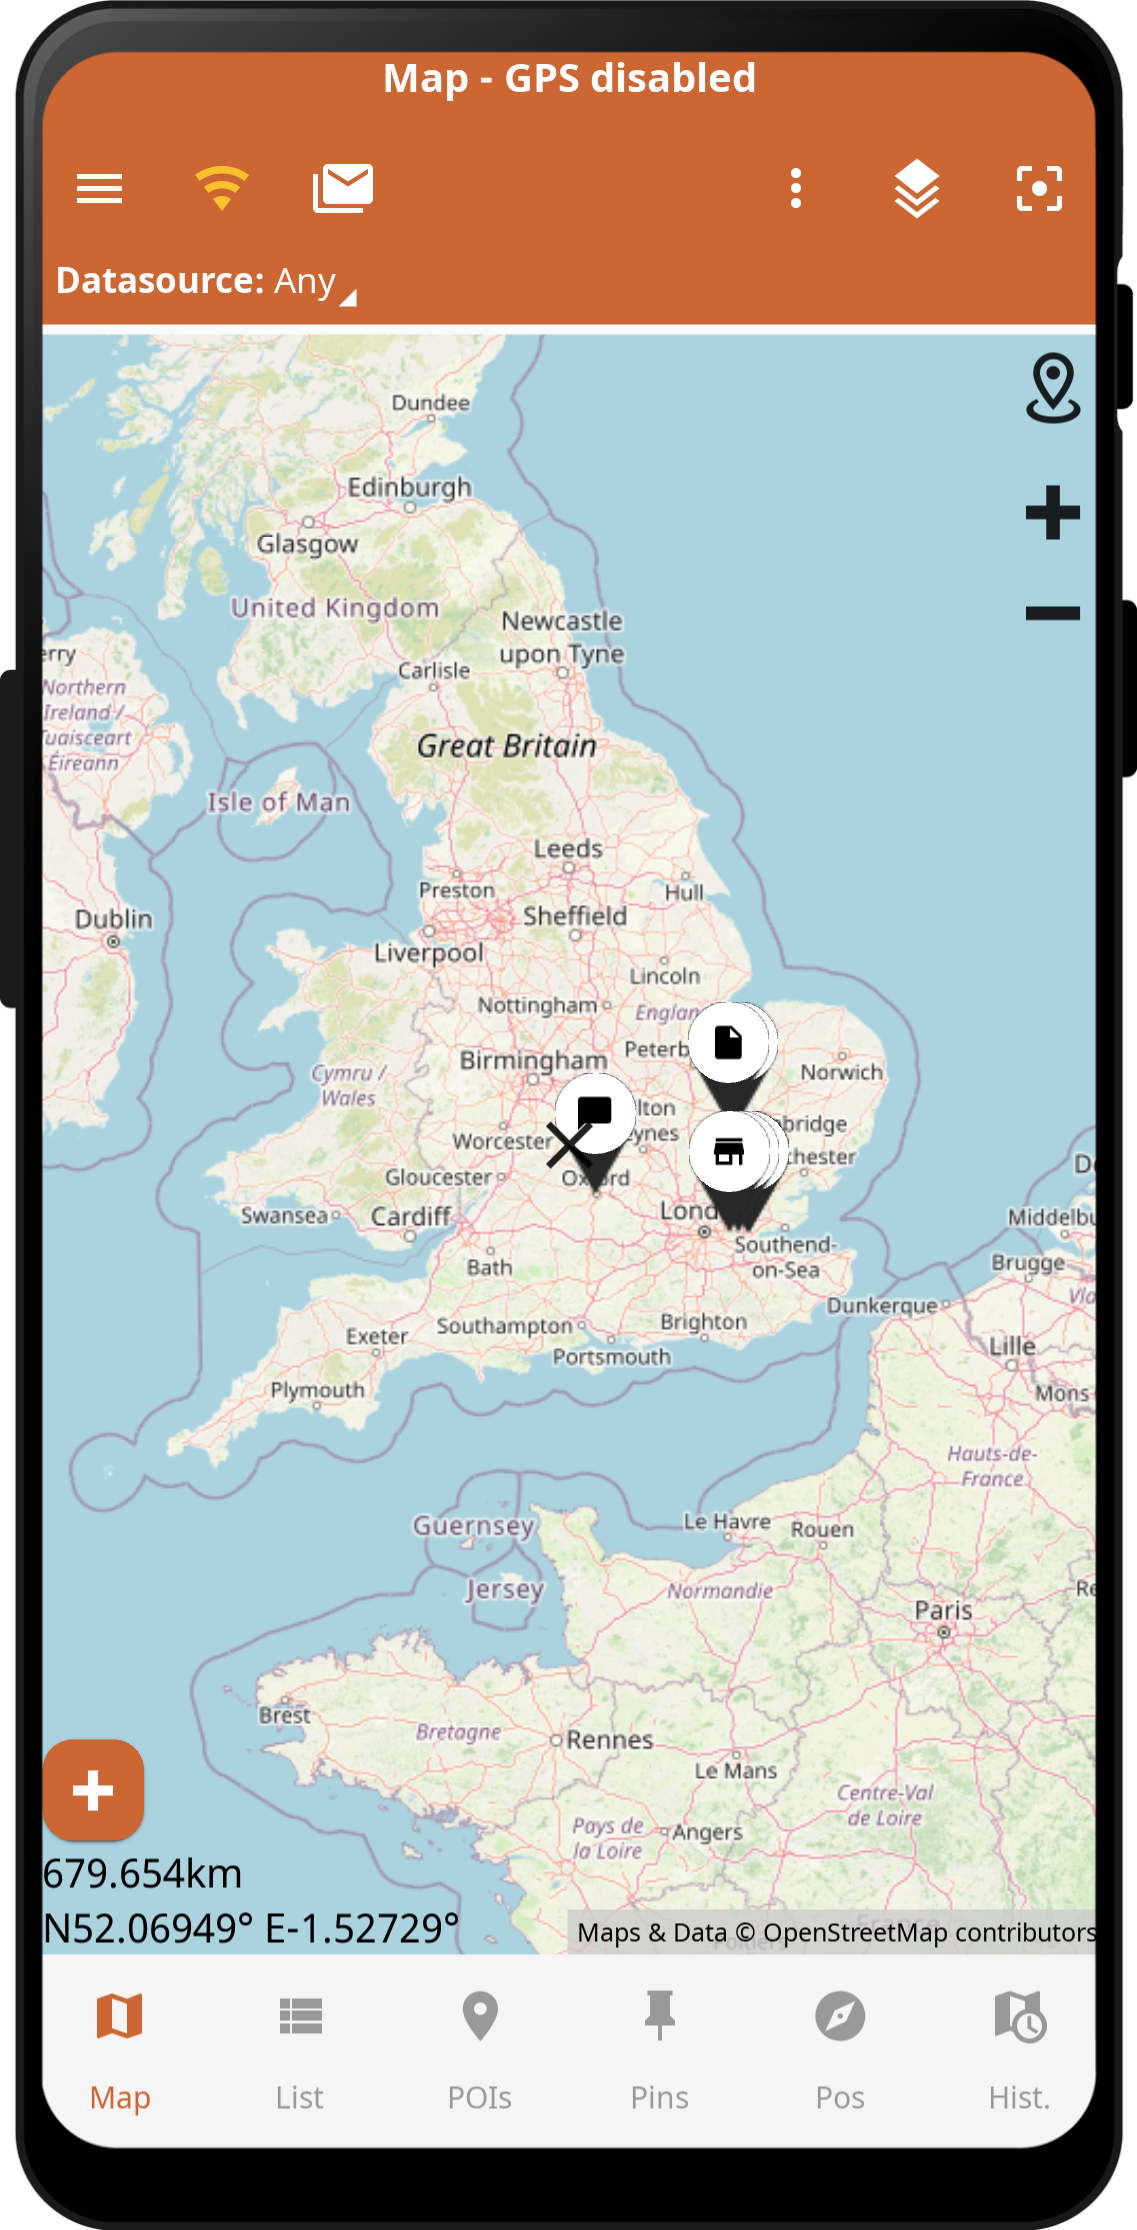 Map - GPS disabled
Datasource: Any
Dundee
Edinburgh
Glasgow
United Kingdom
Newcastle
upon Tyne
erry
Carlisle
Northern
Ireland /
Tuaisceart
Éireann
Great Britain
Isle of Man
Leeds
Preston
Hull
Dublin
Sheffield
Liverpool
Lincoln
Nottingham
Englan
Peterb
Birmingham
Norwich
Cymru /
Wales
lton
eynes
bridge
Worcester
chester
Gloucester
Oxford
Swansea
Cardiff
Lond
Middelbu
Southend-
on-Sea
Bath
Brugge
Vla
Dunkerque
Southampton
Brighton
Exeter
Lille
Portsmouth
Plymouth
Mons
Hauts-de-
France
Guernsey
Le Havre
Rouen
Jersey
Normandie
Re
Paris
Brest
Bretagne
Rennes
Le Mans
Centre-Val
de Loire
Pays de
la Loire
Angers
679.654km
N52.06949° E-1.52729°
France
Poitiers
Maps & Data © OpenStreetMap contributors
Map
List
POIs
Pins
Pos
Hist.